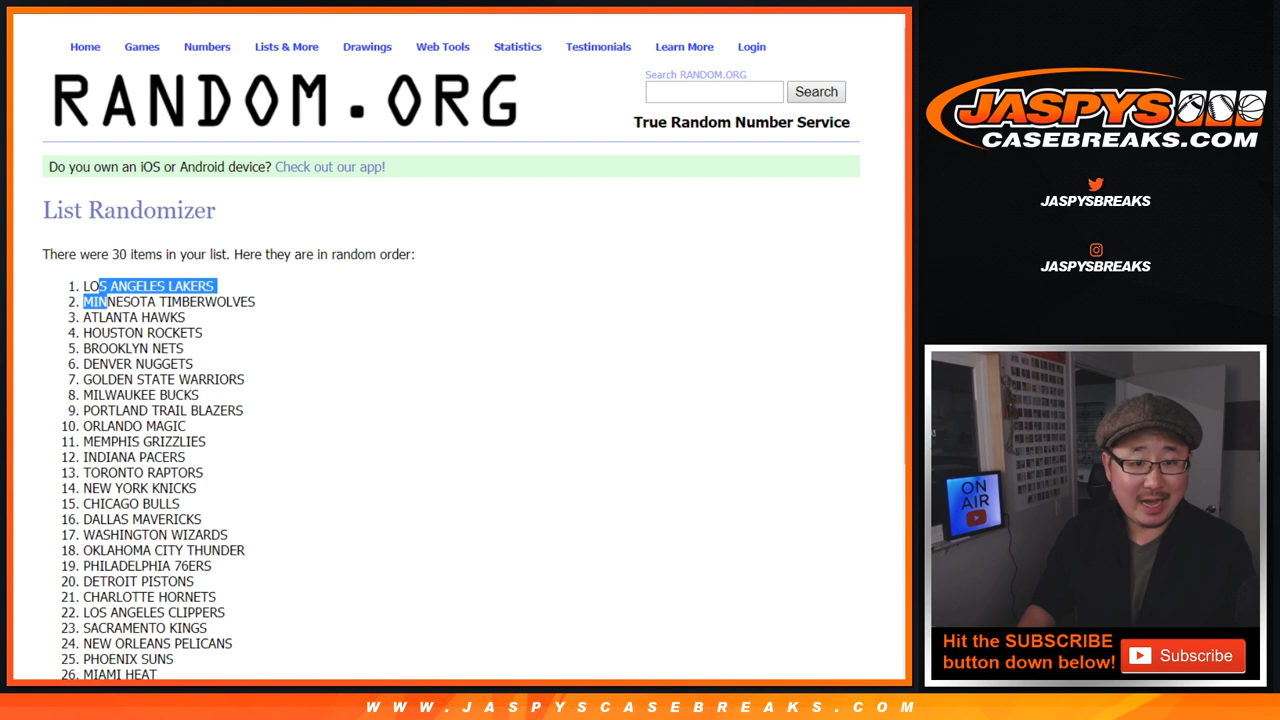 Home Games Numbers Lists & More Drawings Web Tools Statistics Testimonials Learn More Login
RANDOM.ORG
Search RANDOM.ORG
Search
True Random Number Service
Do you own an iOS or Android device? Check out our app!
List Randomizer
There were 30 items in your list. Here they are in random order:
1. LOS ANGELES LAKERS
2. MINNESOTA TIMBERWOLVES
3. ATLANTA HAWKS
4. HOUSTON ROCKETS
5. BROOKLYN NETS
6. DENVER NUGGETS
7. GOLDEN STATE WARRIORS
8. MILWAUKEE BUCKS
9. PORTLAND TRAIL BLAZERS
10. ORLANDO MAGIC
11. MEMPHIS GRIZZLIES
12. INDIANA PACERS
13. TORONTO RAPTORS
14. NEW YORK KNICKS
15. CHICAGO BULLS
16. DALLAS MAVERICKS
17. WASHINGTON WIZARDS
18. OKLAHOMA CITY THUNDER
19. PHILADELPHIA 76ERS
20. DETROIT PISTONS
21. CHARLOTTE HORNETS
22. LOS ANGELES CLIPPERS
23. SACRAMENTO KINGS
24. NEW ORLEANS PELICANS
25. PHOENIX SUNS
26. MIAMI HEAT
JASPYS
CASEBREAKS.COM
JASPYSBREAKS
JASPYSBREAKS
ON
AIR
Hit the SUBSCRIBE
button down below!
Subscribe
WWW.JASPYSCASEBREAKS.COM